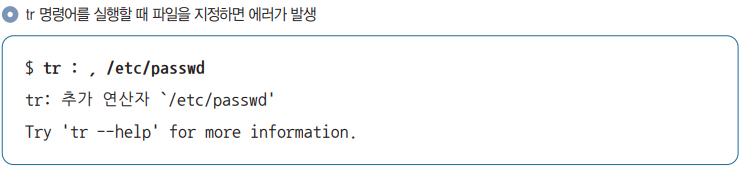 tr 명령어를 실행할 때 파일을 지정하면 에러가 발생
$ tr : , /etc/passwd
tr: 추가 연산자 `/etc/passwd'
Try 'tr --help' for more information.